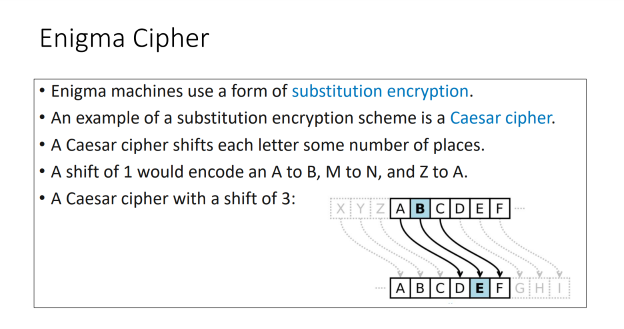 Enigma Cipher
• Enigma machines use a form of substitution encryption.
• An example of a substitution encryption scheme is a Caesar cipher.
• A Caesar cipher shifts each letter some number of places.
• A shift of 1 would encode an A to B, M to N, and Z to A.
• A Caesar cipher with a shift of 3:
X Y Z A B C D E F
A B C D E F G H I